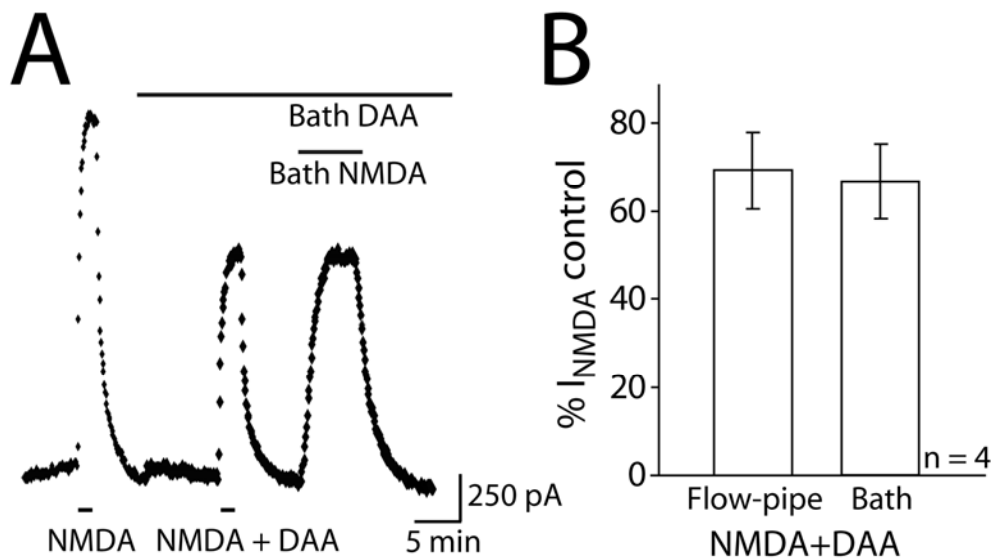 A
Bath DAA
Bath NMDA
NMDA
NMDA + DAA
250 pA
5 min
B
% INMDA control
80
60
40
20
0
n = 4
Flow-pipe
Bath
NMDA+DAA